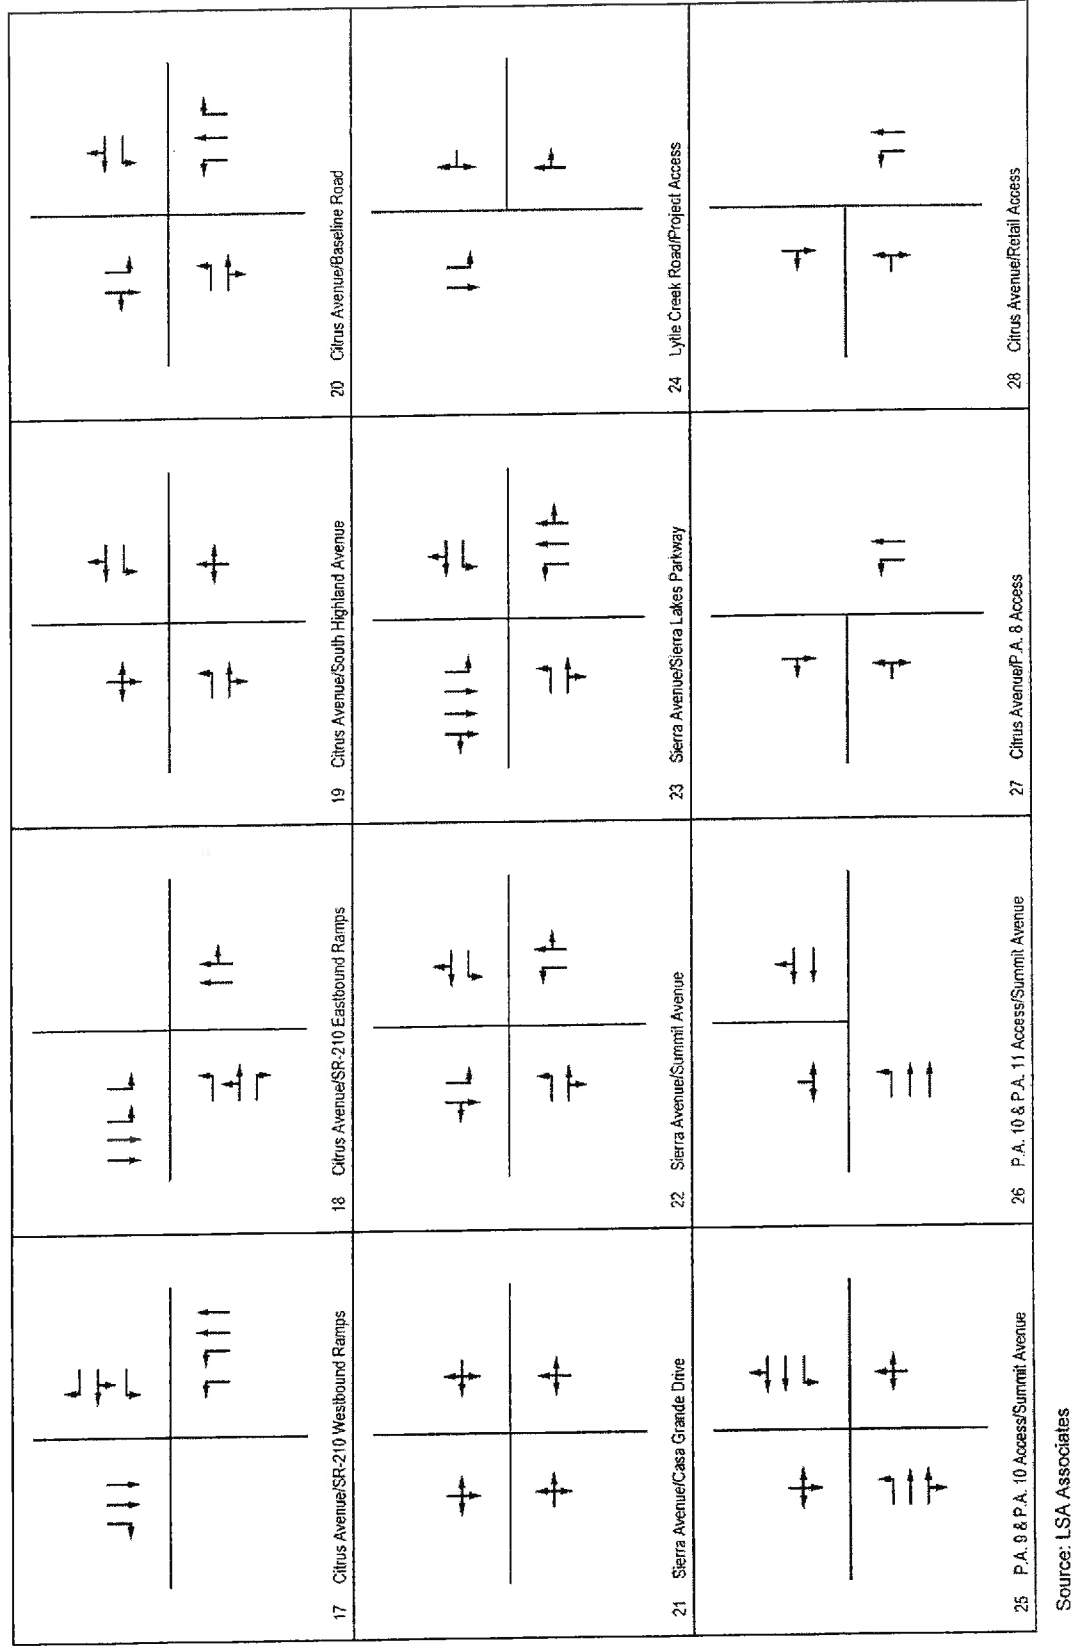 17 Citrus Avenue/SR-210 Westbound Ramps
18 Citrus Avenue/SR-210 Eastbound Ramps
19 Citrus Avenue/South Highland Avenue
20 Citrus Avenue/Baseline Road
21 Sierra Avenue/Casa Grande Drive
22 Sierra Avenue/Summit Avenue
23 Sierra Avenue/Sierra Lakes Parkway
24 Lytle Creek Road/Project Access
25 P.A. 9 & P.A. 10 Access/Summit Avenue
26 P.A. 10 & P.A. 11 Access/Summit Avenue
27 Citrus Avenue/P.A. 8 Access
28 Citrus Avenue/Retail Access
Source: LSA Associates